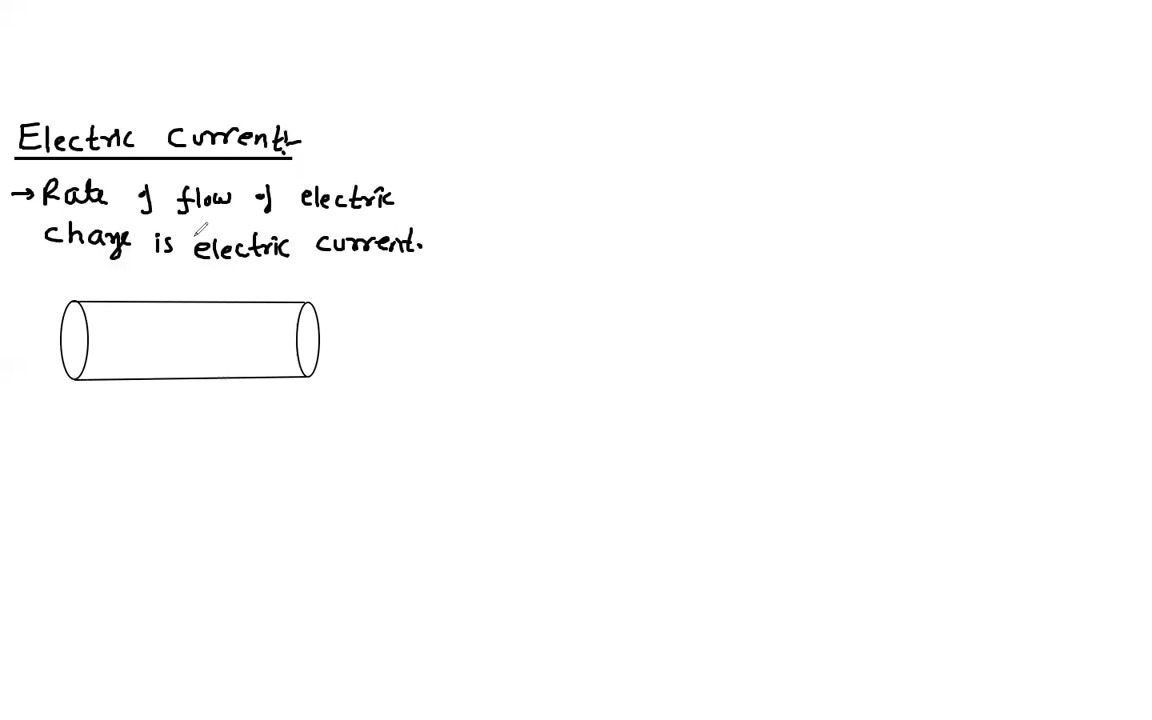 Electric Current:-
→ Rate of flow of electric
charge is electric current.